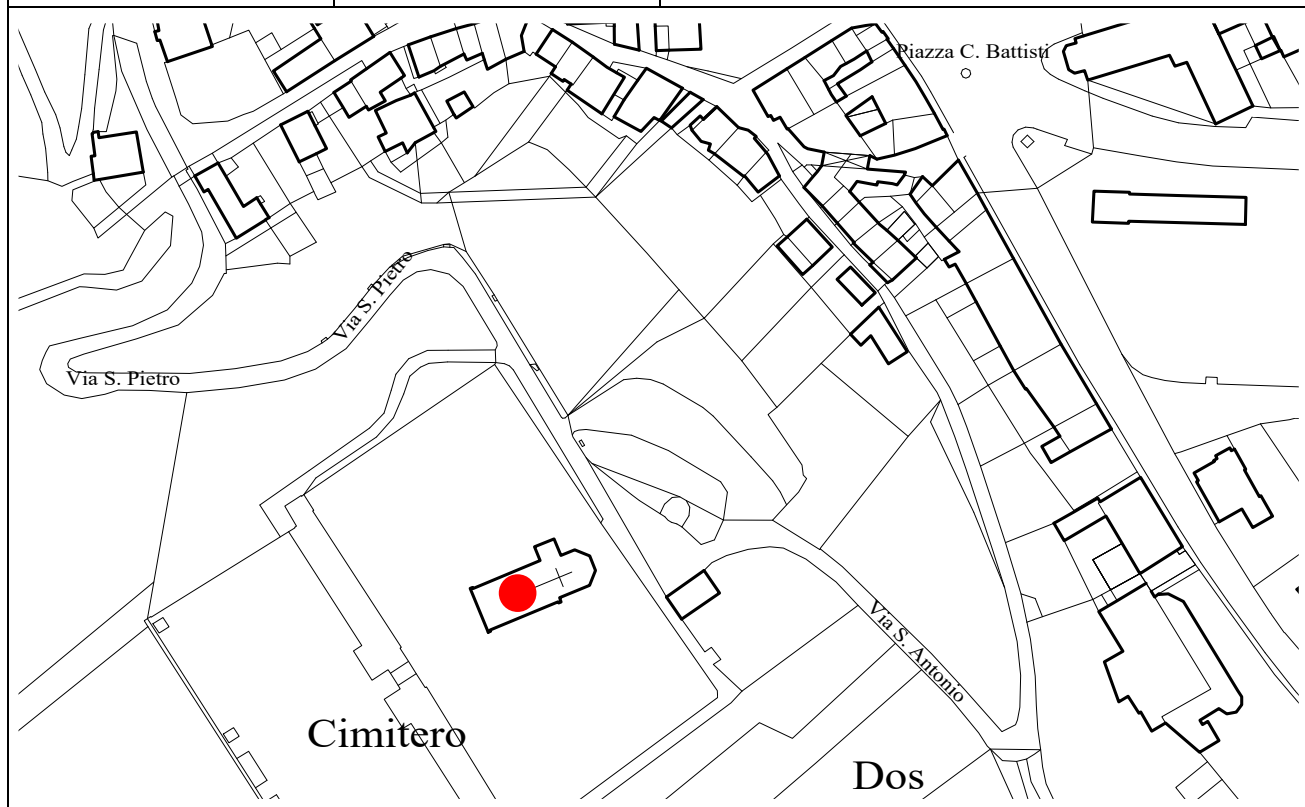 Piazza C. Battisti
Via S. Pietro
Via S. Pietro
Via S. Antonio
Cimitero
Dos